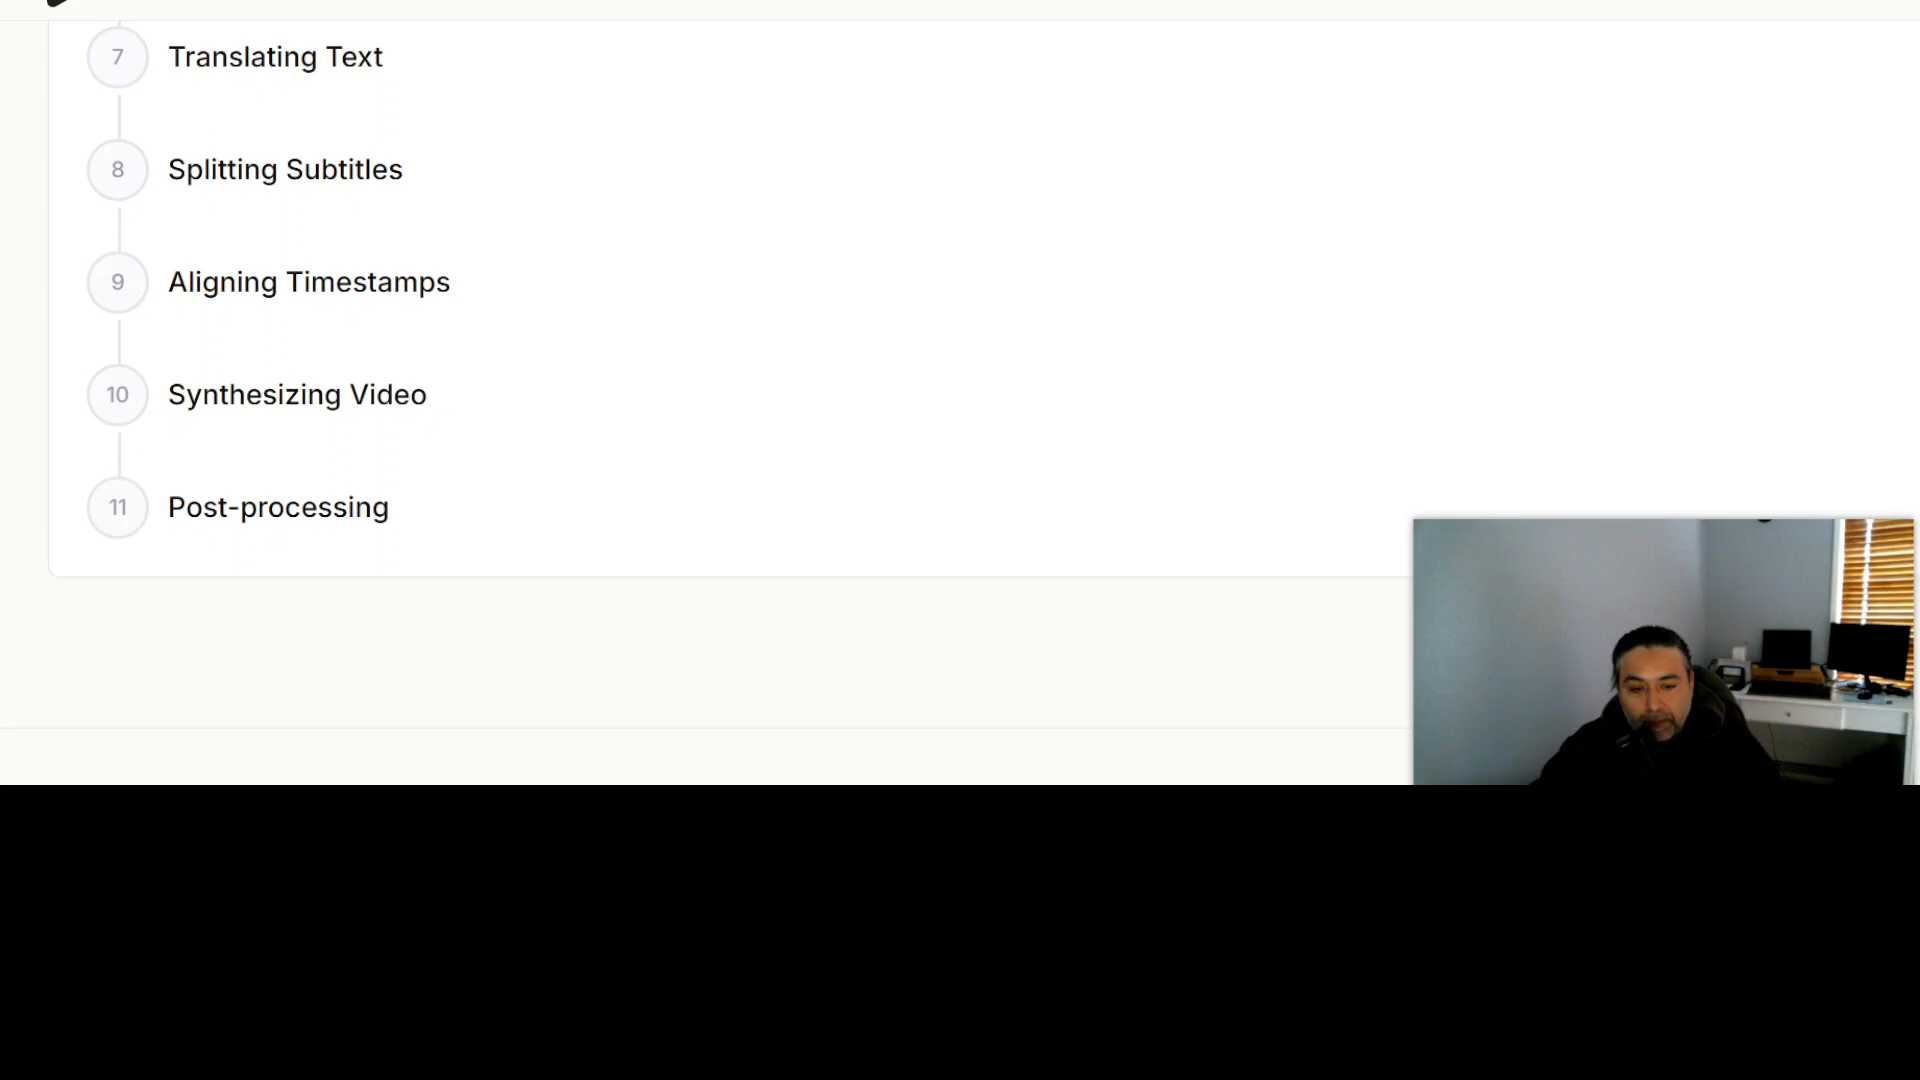 7 Translating Text
8 Splitting Subtitles
9 Aligning Timestamps
10 Synthesizing Video
11 Post-processing